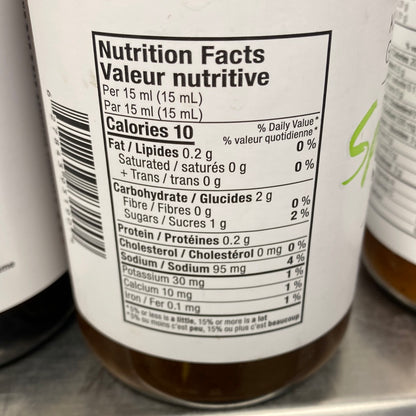 Nutrition Facts
Valeur nutritive
Per 15 ml (15 mL)
Par 15 ml (15 mL)
Calories 10
% Daily Value*
% valeur quotidienne*
Fat / Lipides 0.2 g 0 %
Saturated / saturés 0 g 0 %
+ Trans / trans 0 g
Carbohydrate / Glucides 2 g
Fibre / Fibres 0 g 0 %
Sugars / Sucres 1 g 2 %
Protein / Protéines 0.2 g
Cholesterol / Cholestérol 0 mg 0 %
Sodium / Sodium 95 mg 4 %
Potassium 30 mg 1 %
Calcium 10 mg 1 %
Iron / Fer 0.1 mg 1 %
*5% or less is a little, 15% or more is a lot
*5% ou moins c'est peu, 15% ou plus c'est beaucoup